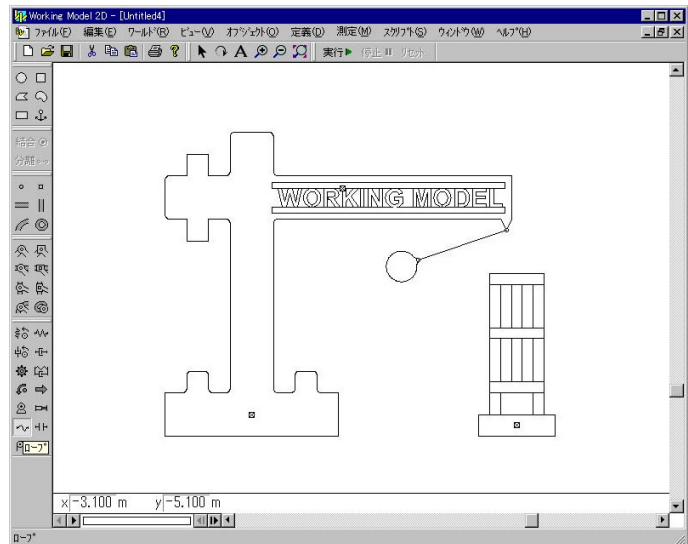 Working Model 2D - [Untitled4]
ファイル(F) 編集(E) ワールド(R) ビュー(V) オブジェクト(O) 定義(D) 測定(M) スクリプト(S) ウィンドウ(W) ヘルプ(H)
実行 停止 リセット
結合
分離
WORKING MODEL
ロープ
x -3.100 m y -5.100 m
ロープ